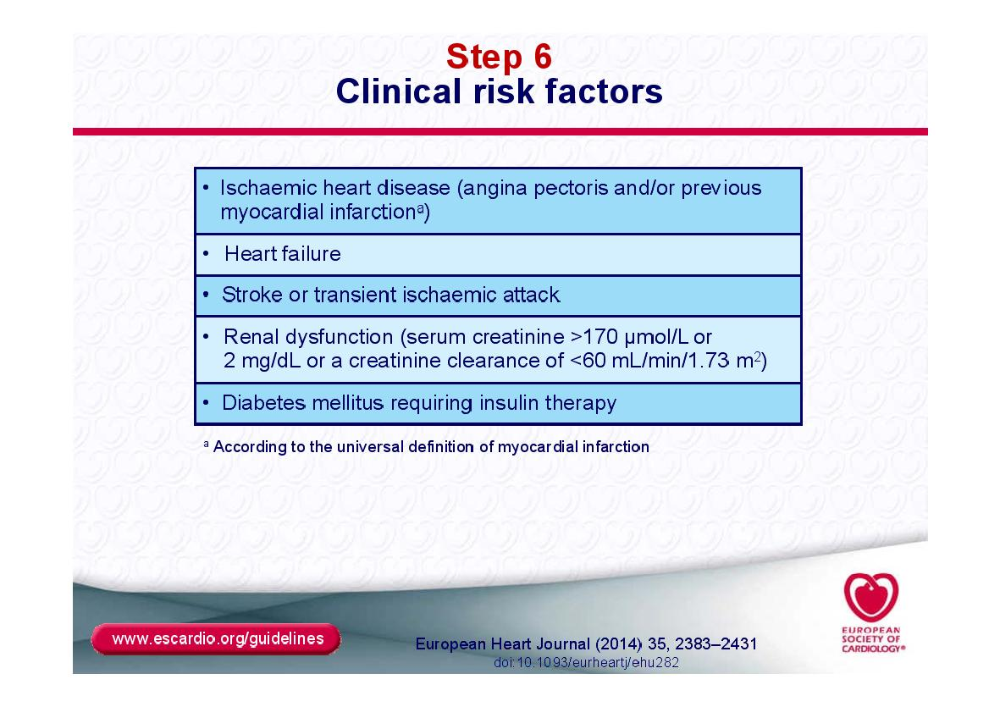 Step 6
Clinical risk factors
• Ischaemic heart disease (angina pectoris and/or previous
myocardial infarctionᵃ)
• Heart failure
• Stroke or transient ischaemic attack
• Renal dysfunction (serum creatinine >170 µmol/L or
2 mg/dL or a creatinine clearance of <60 mL/min/1.73 m²)
• Diabetes mellitus requiring insulin therapy
ᵃ According to the universal definition of myocardial infarction
www.escardio.org/guidelines
European Heart Journal (2014) 35, 2383–2431
doi:10.1093/eurheartj/ehu282
EUROPEAN
SOCIETY OF
CARDIOLOGY®